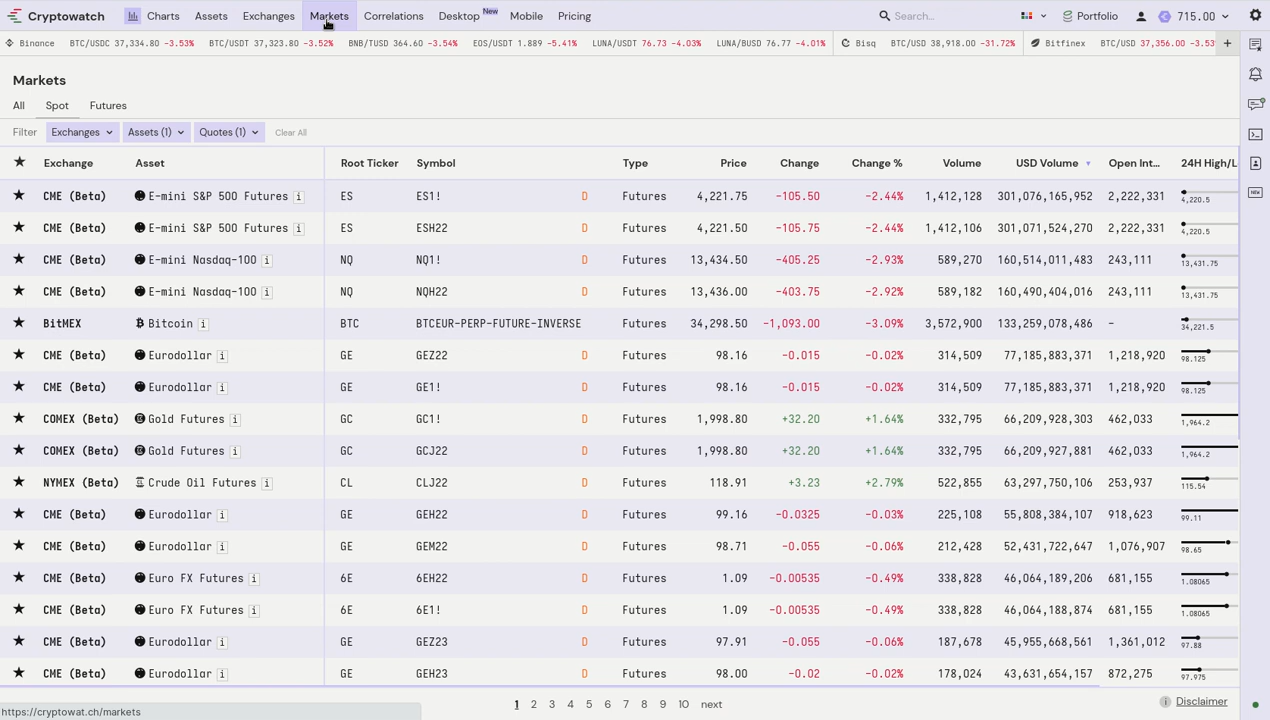 Cryptowatch Charts Assets Exchanges Markets Correlations Desktop New Mobile Pricing Search... Portfolio 715.00
Binance BTC/USD 37,334.80 -3.53% BTC/USDT 37,323.80 -3.52% BNB/USDT 364.60 -3.54% EOS/USDT LUNA/USDT 76.73 -4.03% LUNA/BUSD 76.77 -4.01% Bisq BTC/USD Bitfinex BTC/USD 37,356.00 +
Markets
All Spot Futures
Filter Exchanges Assets (1) Quotes (1) Clear All
Exchange Asset Root Ticker Symbol Type Price Change Change % Volume USD Volume Open Int... 24H High/L
CME (Beta) E-mini S&P 500 Futures i ES ES1! D Futures 4,221.75 -105.50 -2.44% 1,412,128 301,076,165,952 2,222,331 4,220.5
CME (Beta) E-mini S&P 500 Futures i ES ESH22 D Futures 4,221.50 -105.75 -2.44% 1,412,106 301,071,524,270 2,222,331 4,220.5
CME (Beta) E-mini Nasdaq-100 i NQ NQ1! D Futures 13,434.50 -405.25 -2.93% 589,270 160,514,011,483 243,111 13,431.75
CME (Beta) E-mini Nasdaq-100 i NQ NQH22 D Futures 13,436.00 -403.75 -2.92% 589,182 160,490,404,016 243,111 13,431.75
BitMEX Bitcoin i BTC BTCEUR-PERP-FUTURE-INVERSE Futures 34,298.50 -1,093.00 -3.09% 3,572,900 133,259,078,486 - 34,221.5
CME (Beta) Eurodollar i GE GEZ22 D Futures 98.16 -0.015 -0.02% 314,509 77,185,883,371 1,218,920 98.125
CME (Beta) Eurodollar i GE GE1! D Futures 98.16 -0.015 -0.02% 314,509 77,185,883,371 1,218,920 98.125
COMEX (Beta) Gold Futures i GC GC1! D Futures 1,998.80 +32.20 +1.64% 332,795 66,209,928,303 462,033 1,964.2
COMEX (Beta) Gold Futures i GC GCJ22 D Futures 1,998.80 +32.20 +1.64% 332,795 66,209,927,881 462,033 1,964.2
NYMEX (Beta) Crude Oil Futures i CL CLJ22 D Futures 118.91 +3.23 +2.79% 522,855 63,297,750,106 253,937 115.54
CME (Beta) Eurodollar i GE GEH22 D Futures 99.16 -0.0325 -0.03% 225,108 55,808,384,107 918,623 99.11
CME (Beta) Eurodollar i GE GEM22 D Futures 98.71 -0.055 -0.06% 212,428 52,431,722,647 1,076,907 98.65
CME (Beta) Euro FX Futures i 6E 6EH22 D Futures 1.09 -0.00535 -0.49% 338,828 46,064,189,206 681,155 1.08065
CME (Beta) Euro FX Futures i 6E 6E1! D Futures 1.09 -0.00535 -0.49% 338,828 46,064,188,874 681,155 1.08065
CME (Beta) Eurodollar i GE GEZ23 D Futures 97.91 -0.055 -0.06% 187,678 45,955,668,561 1,361,012 97.88
CME (Beta) Eurodollar i GE GEH23 D Futures 98.00 -0.02 -0.02% 178,024 43,631,654,157 872,275 97.975
2 3 4 5 6 7 8 9 10 next i Disclaimer
https://cryptowat.ch/markets